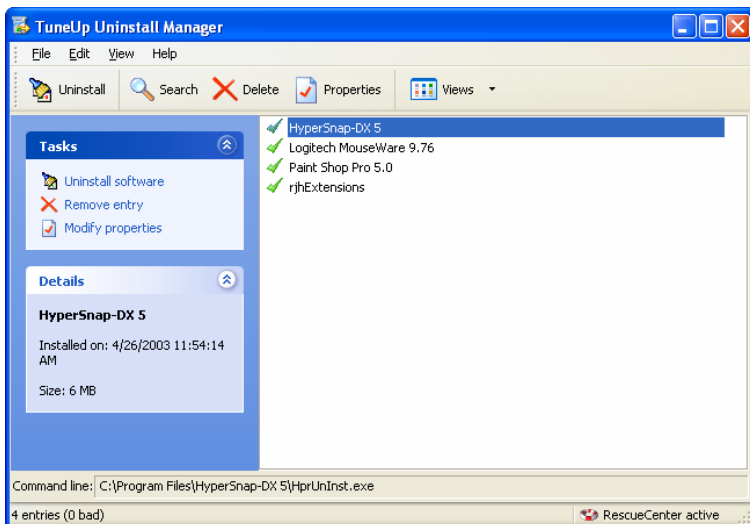 TuneUp Uninstall Manager
File Edit View Help
Uninstall Search Delete Properties Views
Tasks
Uninstall software
Remove entry
Modify properties
Details
HyperSnap-DX 5
Installed on: 4/26/2003 11:54:14
AM
Size: 6 MB
HyperSnap-DX 5
Logitech MouseWare 9.76
Paint Shop Pro 5.0
rjhExtensions
Command line: C:\Program Files\HyperSnap-DX 5\HprUnInst.exe
4 entries (0 bad) RescueCenter active